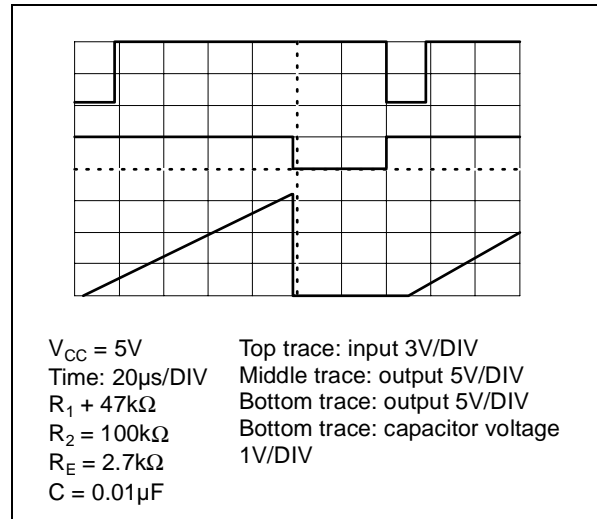 V_CC = 5V
Time: 20µs/DIV
R_1 + 47kΩ
R_2 = 100kΩ
R_E = 2.7kΩ
C = 0.01µF
Top trace: input 3V/DIV
Middle trace: output 5V/DIV
Bottom trace: output 5V/DIV
Bottom trace: capacitor voltage
1V/DIV